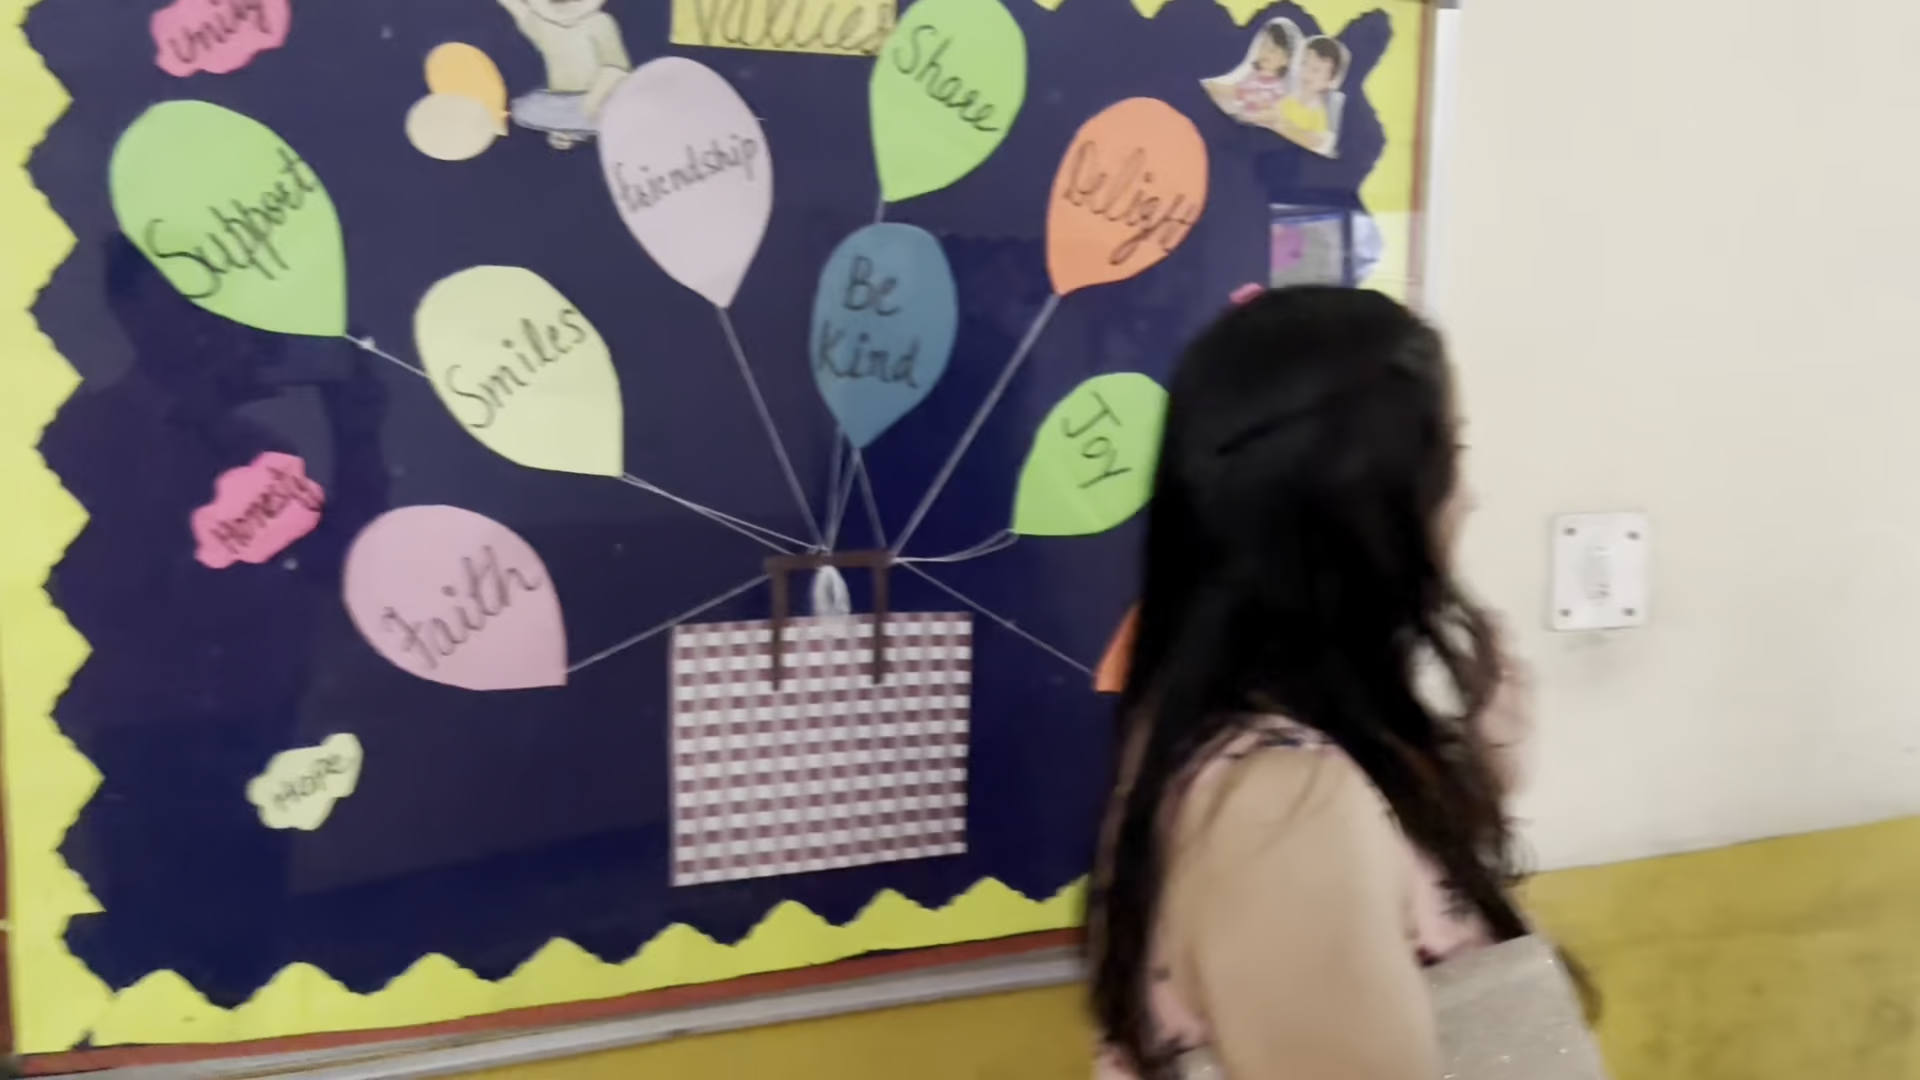 Unity
Values
Share
Friendship
Delight
Support
Be
Kind
Smiles
Joy
Honesty
Faith
Hope